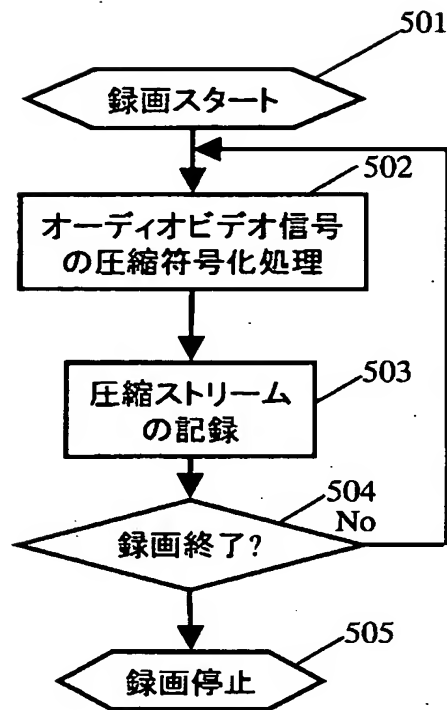 501
録画スタート
502
オーディオビデオ信号
の圧縮符号化処理
503
圧縮ストリーム
の記録
504
No
録画終了?
505
録画停止